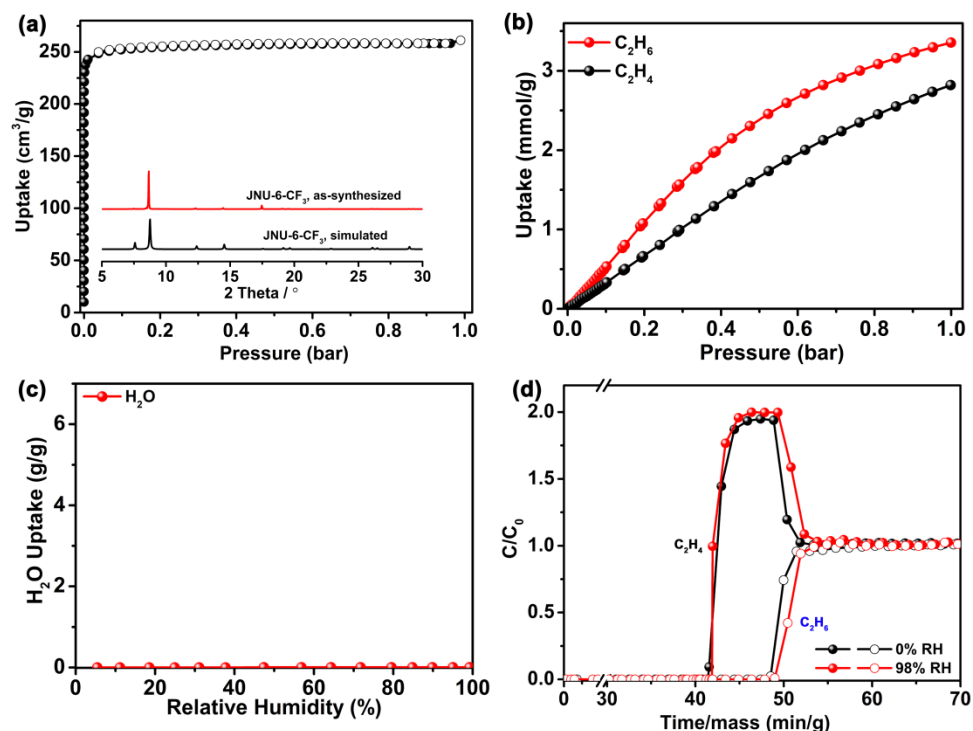 (a)
Uptake (cm³/g)
300
250
200
150
100
50
0
JNU-6-CF₃, as-synthesized
JNU-6-CF₃, simulated
5 10 15 20 25 30
2 Theta / °
0.0 0.2 0.4 0.6 0.8 1.0
Pressure (bar)
(b)
C₂H₆
C₂H₄
Uptake (mmol/g)
3
2
1
0
0.0 0.2 0.4 0.6 0.8 1.0
Pressure (bar)
(c)
H₂O
H₂O Uptake (g/g)
6
4
2
0
0 20 40 60 80 100
Relative Humidity (%)
(d)
C/C₀
2.0
1.5
1.0
0.5
0.0
C₂H₄
C₂H₆
0% RH
98% RH
0 30 40 50 60 70
Time/mass (min/g)